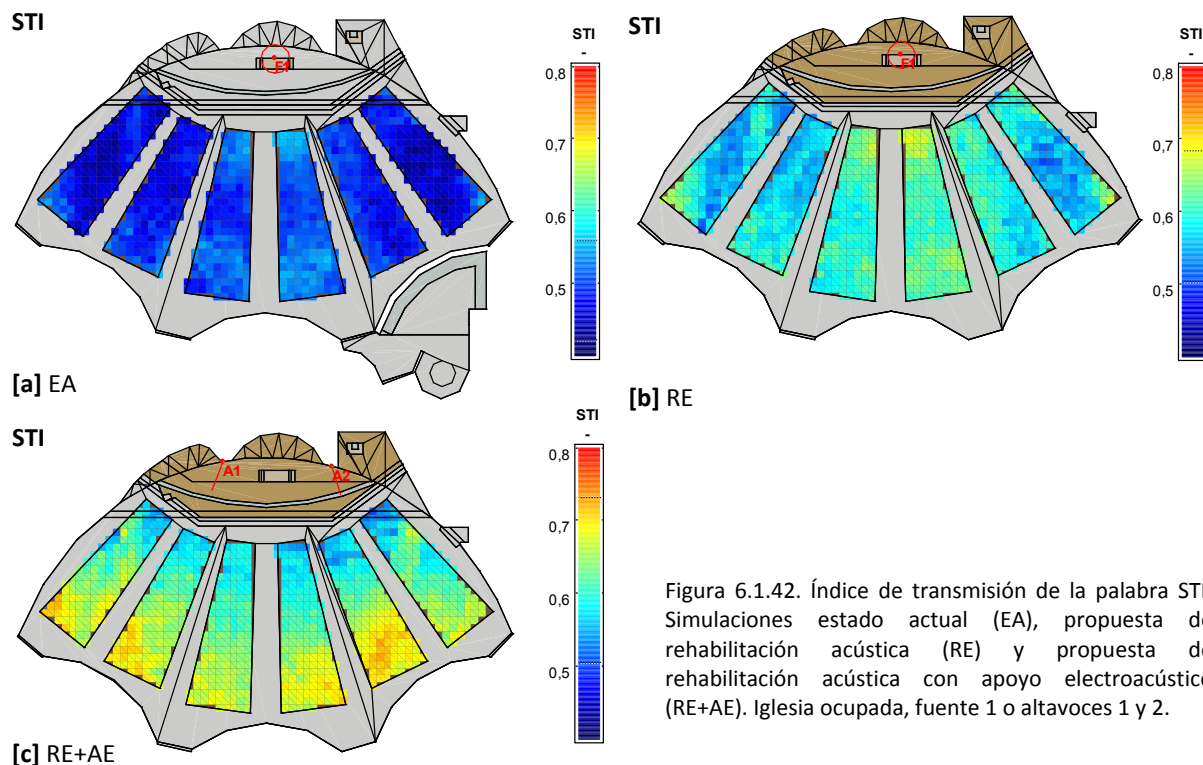 STI
E1
STI
-
0,8
0,7
0,6
0,5
[a] EA
STI
E1
STI
-
0,8
0,7
0,6
0,5
[b] RE
STI
A1
A2
STI
-
0,8
0,7
0,6
0,5
[c] RE+AE
Figura 6.1.42. Índice de transmisión de la palabra STI
Simulaciones estado actual (EA), propuesta de
rehabilitación acústica (RE) y propuesta de
rehabilitación acústica con apoyo electroacústico
(RE+AE). Iglesia ocupada, fuente 1 o altavoces 1 y 2.